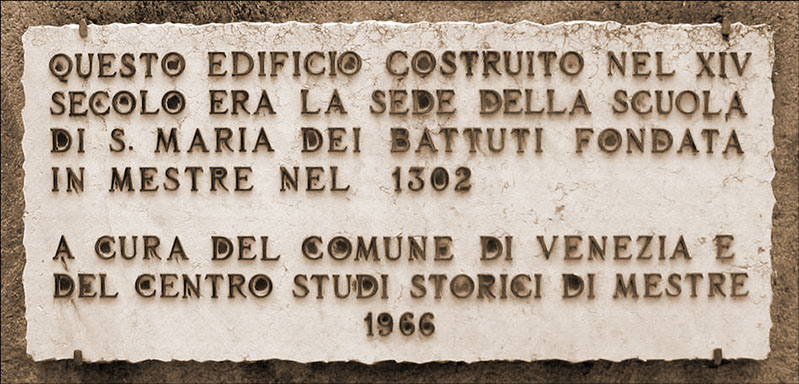 QUESTO EDIFICIO COSTRUITO NEL XIV
SECOLO ERA LA SEDE DELLA SCUOLA
DI S. MARIA DEI BATTUTI FONDATA
IN MESTRE NEL 1302
A CURA DEL COMUNE DI VENEZIA E
DEL CENTRO STUDI STORICI DI MESTRE
1966